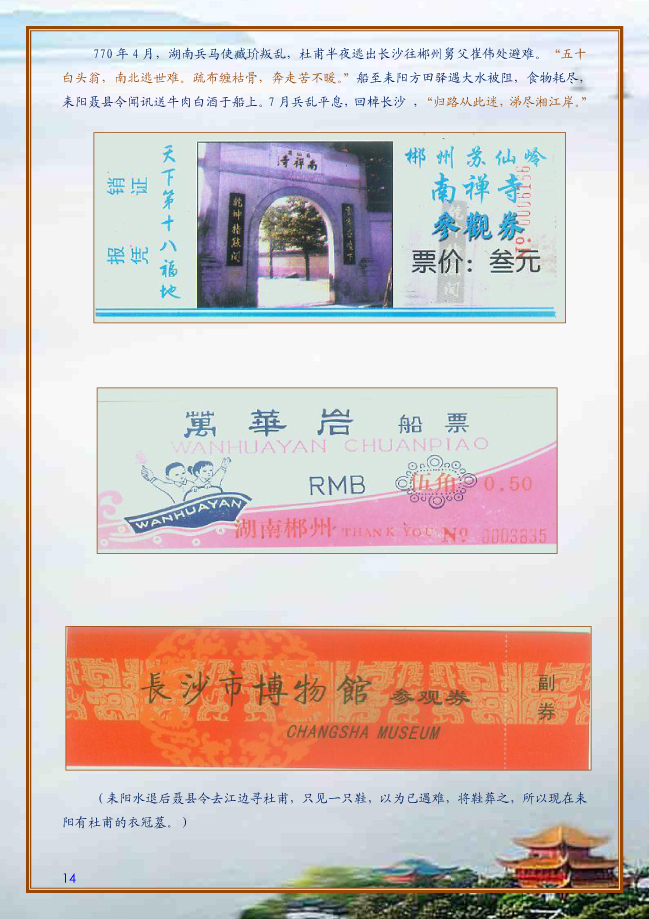 770年4月，湖南兵马使臧玠叛乱，杜甫半夜逃出长沙往郴州舅父崔伟处避难。“五十
白头翁，南北逃世难。疏布缠枯骨，奔走苦不暖。”船至耒阳方田驿遇大水被阻，食物耗尽，
耒阳聂县令闻讯送牛肉白酒于船上。7月兵乱平息，回棹长沙，“归路从此迷，涕尽湘江岸。”
报销
凭证
天下第十八福地
南禅寺
乾坤精默闲
郴州苏仙岭
南禅寺
參觀券
票价：叁元
No.
萬華岩 船票
WANHUAYAN CHUANPIAO
RMB 伍角 0.50
WANHUAYAN
湖南郴州 THANK YOU No. 0003835
長沙市博物館 参观券
CHANGSHA MUSEUM
副券
（耒阳水退后聂县令去江边寻杜甫，只见一只鞋，以为已遇难，将鞋葬之，所以现在耒
阳有杜甫的衣冠墓。）
14